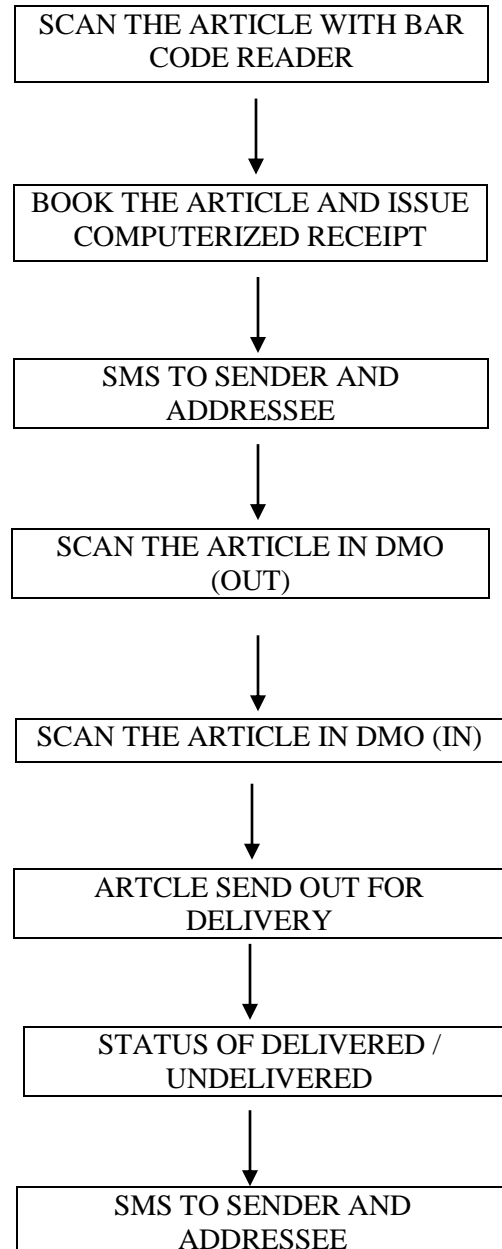 SCAN THE ARTICLE WITH BAR
CODE READER
BOOK THE ARTICLE AND ISSUE
COMPUTERIZED RECEIPT
SMS TO SENDER AND
ADDRESSEE
SCAN THE ARTICLE IN DMO
(OUT)
SCAN THE ARTICLE IN DMO (IN)
ARTCLE SEND OUT FOR
DELIVERY
STATUS OF DELIVERED /
UNDELIVERED
SMS TO SENDER AND
ADDRESSEE